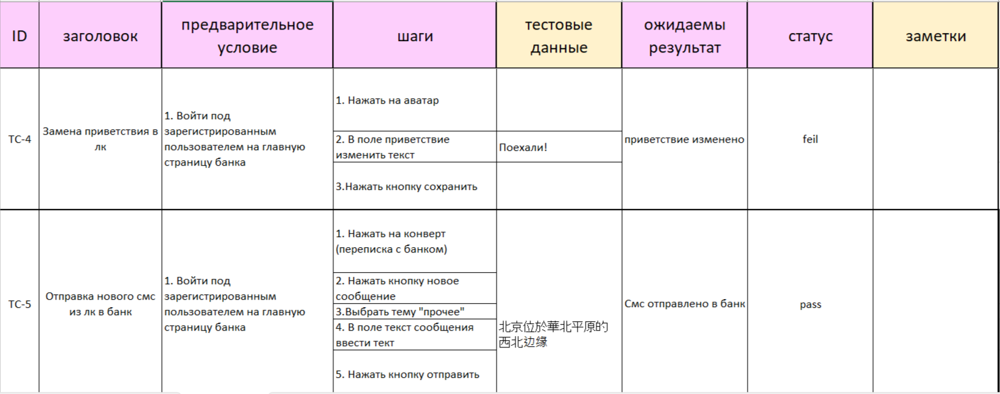 ID
заголовок
предварительное
условие
шаги
тестовые
данные
ожидаемы
результат
статус
заметки
TC-4
Замена приветствия в
лк
1. Войти под
зарегистрированным
пользователем на главную
страницу банка
1. Нажать на аватар
2. В поле приветствие
изменить текст
Поехали!
3.Нажать кнопку сохранить
приветствие изменено
feil
TC-5
Отправка нового смс
из лк в банк
1. Войти под
зарегистрированным
пользователем на главную
страницу банка
1. Нажать на конверт
(переписка с банком)
2. Нажать кнопку новое
сообщение
3.Выбрать тему "прочее"
4. В поле текст сообщения
ввести тект
5. Нажать кнопку отправить
北京位於華北平原的
西北边缘
Смс отправлено в банк
pass